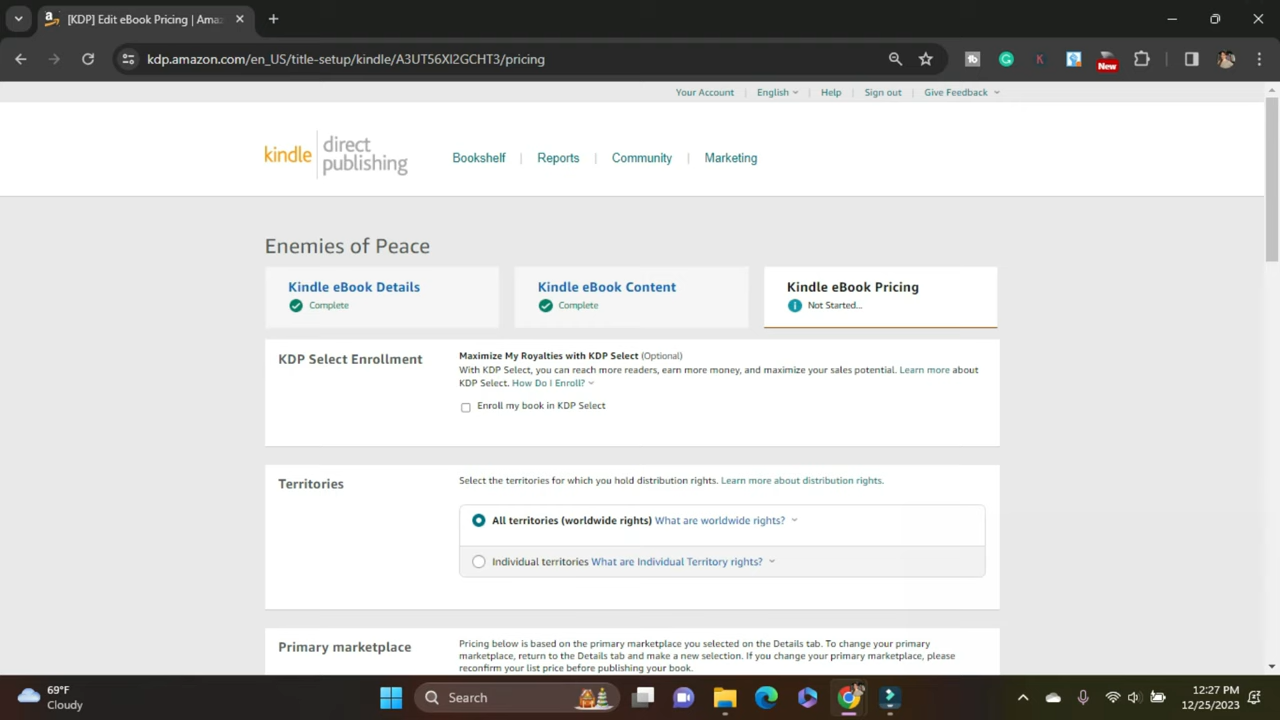 [KDP] Edit eBook Pricing | Ama
kdp.amazon.com/en_US/title-setup/kindle/A3UT56XI2GCHT3/pricing
New
Your Account | English | Help | Sign out | Give Feedback
kindle direct publishing
Bookshelf | Reports | Community | Marketing
Enemies of Peace
Kindle eBook Details
Complete
Kindle eBook Content
Complete
Kindle eBook Pricing
Not Started...
KDP Select Enrollment
Maximize My Royalties with KDP Select (Optional)
With KDP Select, you can reach more readers, earn more money, and maximize your sales potential. Learn more about
KDP Select. How Do I Enroll?
Enroll my book in KDP Select
Territories
Select the territories for which you hold distribution rights. Learn more about distribution rights.
All territories (worldwide rights) What are worldwide rights?
Individual territories What are Individual Territory rights?
Primary marketplace
Pricing below is based on the primary marketplace you selected on the Details tab. To change your primary
marketplace, return to the Details tab and make a new selection. If you change your primary marketplace, please
reconfirm your list price before publishing your book.
69°F
Cloudy
Search
12:27 PM
12/25/2023